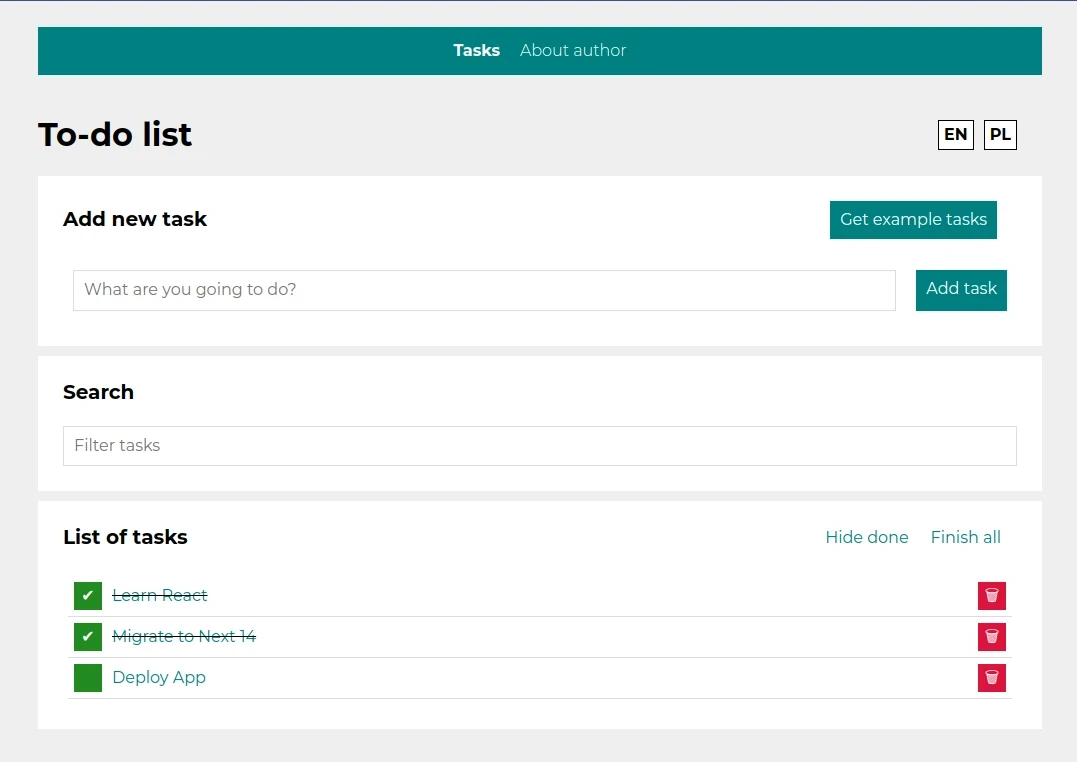 Tasks About author
To-do list
EN PL
Add new task
Get example tasks
What are you going to do?
Add task
Search
Filter tasks
List of tasks
Hide done Finish all
✔ Learn React
✔ Migrate to Next 14
Deploy App